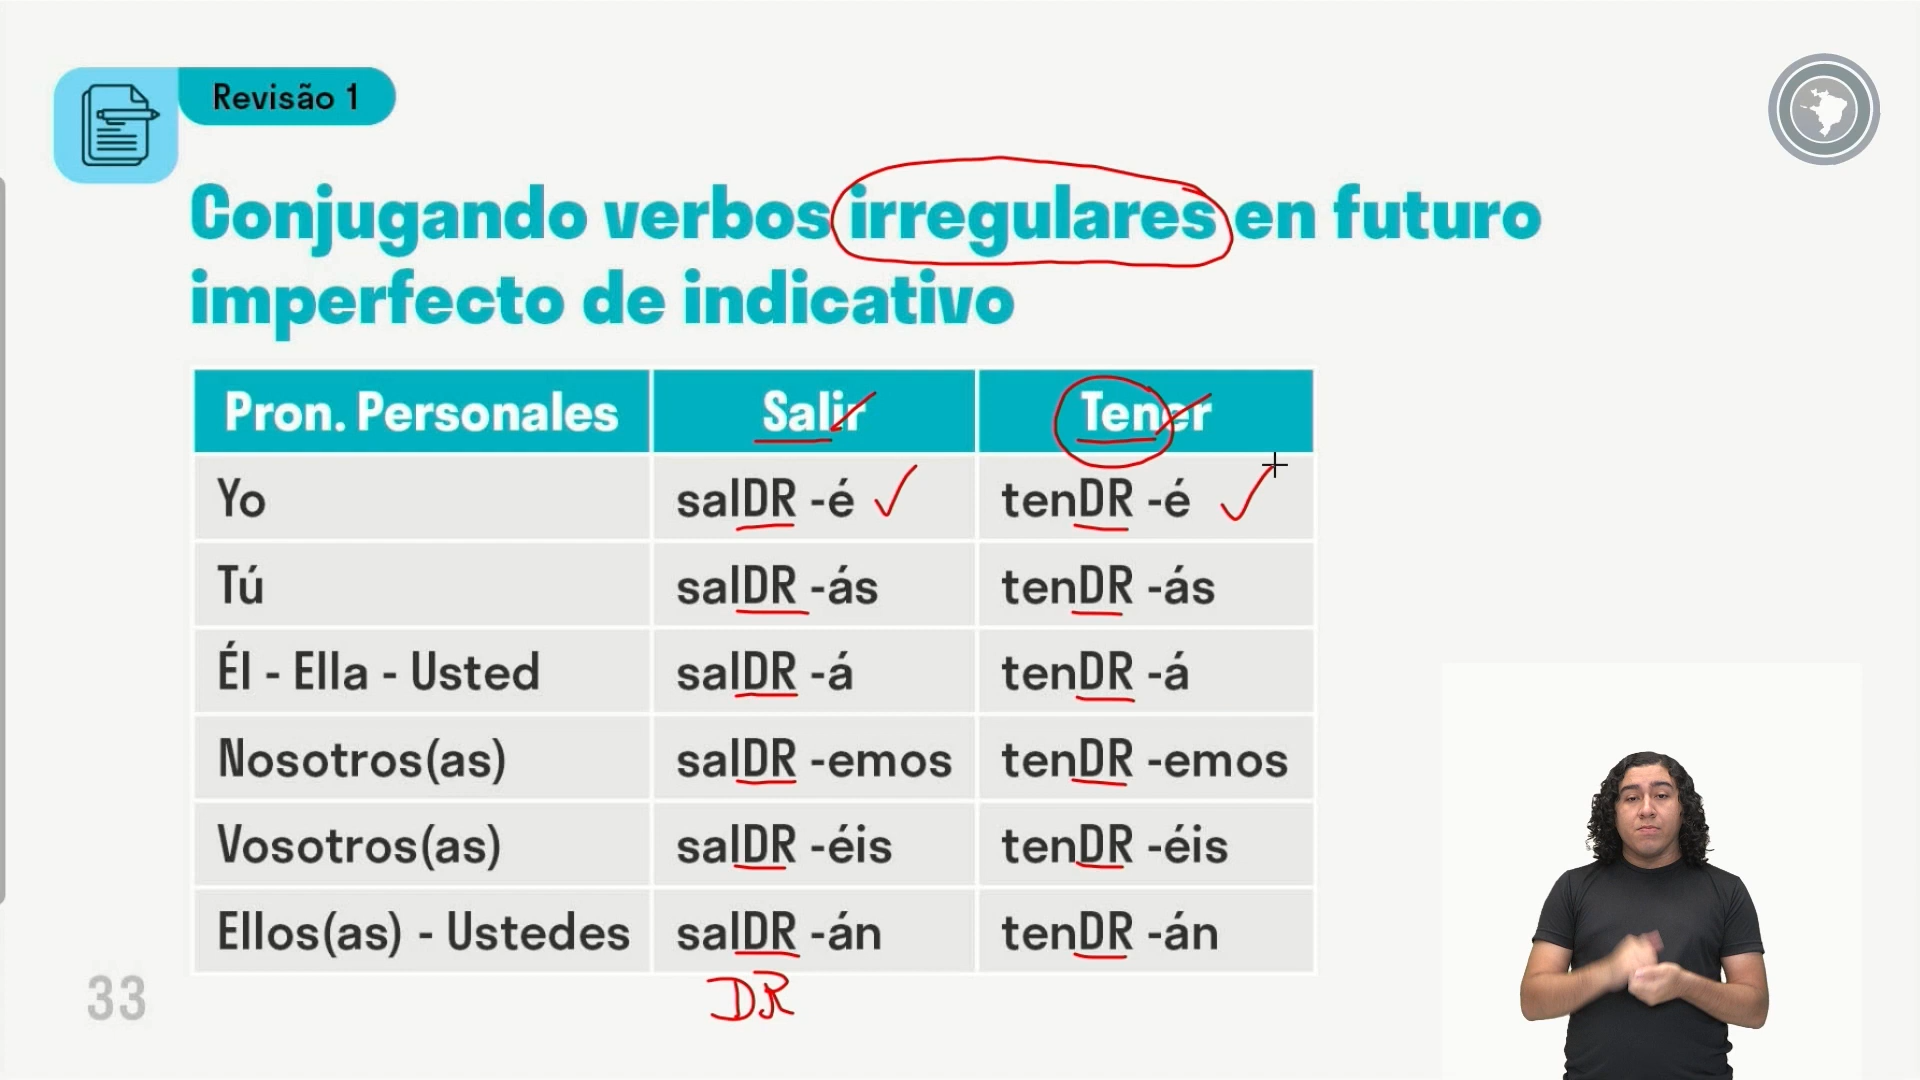 Revisão 1
Conjugando verbos irregulares en futuro
imperfecto de indicativo
Pron. Personales Salir Tener
Yo salDR -é tenDR -é
Tú salDR -ás tenDR -ás
Él - Ella - Usted salDR -á tenDR -á
Nosotros(as) salDR -emos tenDR -emos
Vosotros(as) salDR -éis tenDR -éis
Ellos(as) - Ustedes salDR -án tenDR -án
DR
33